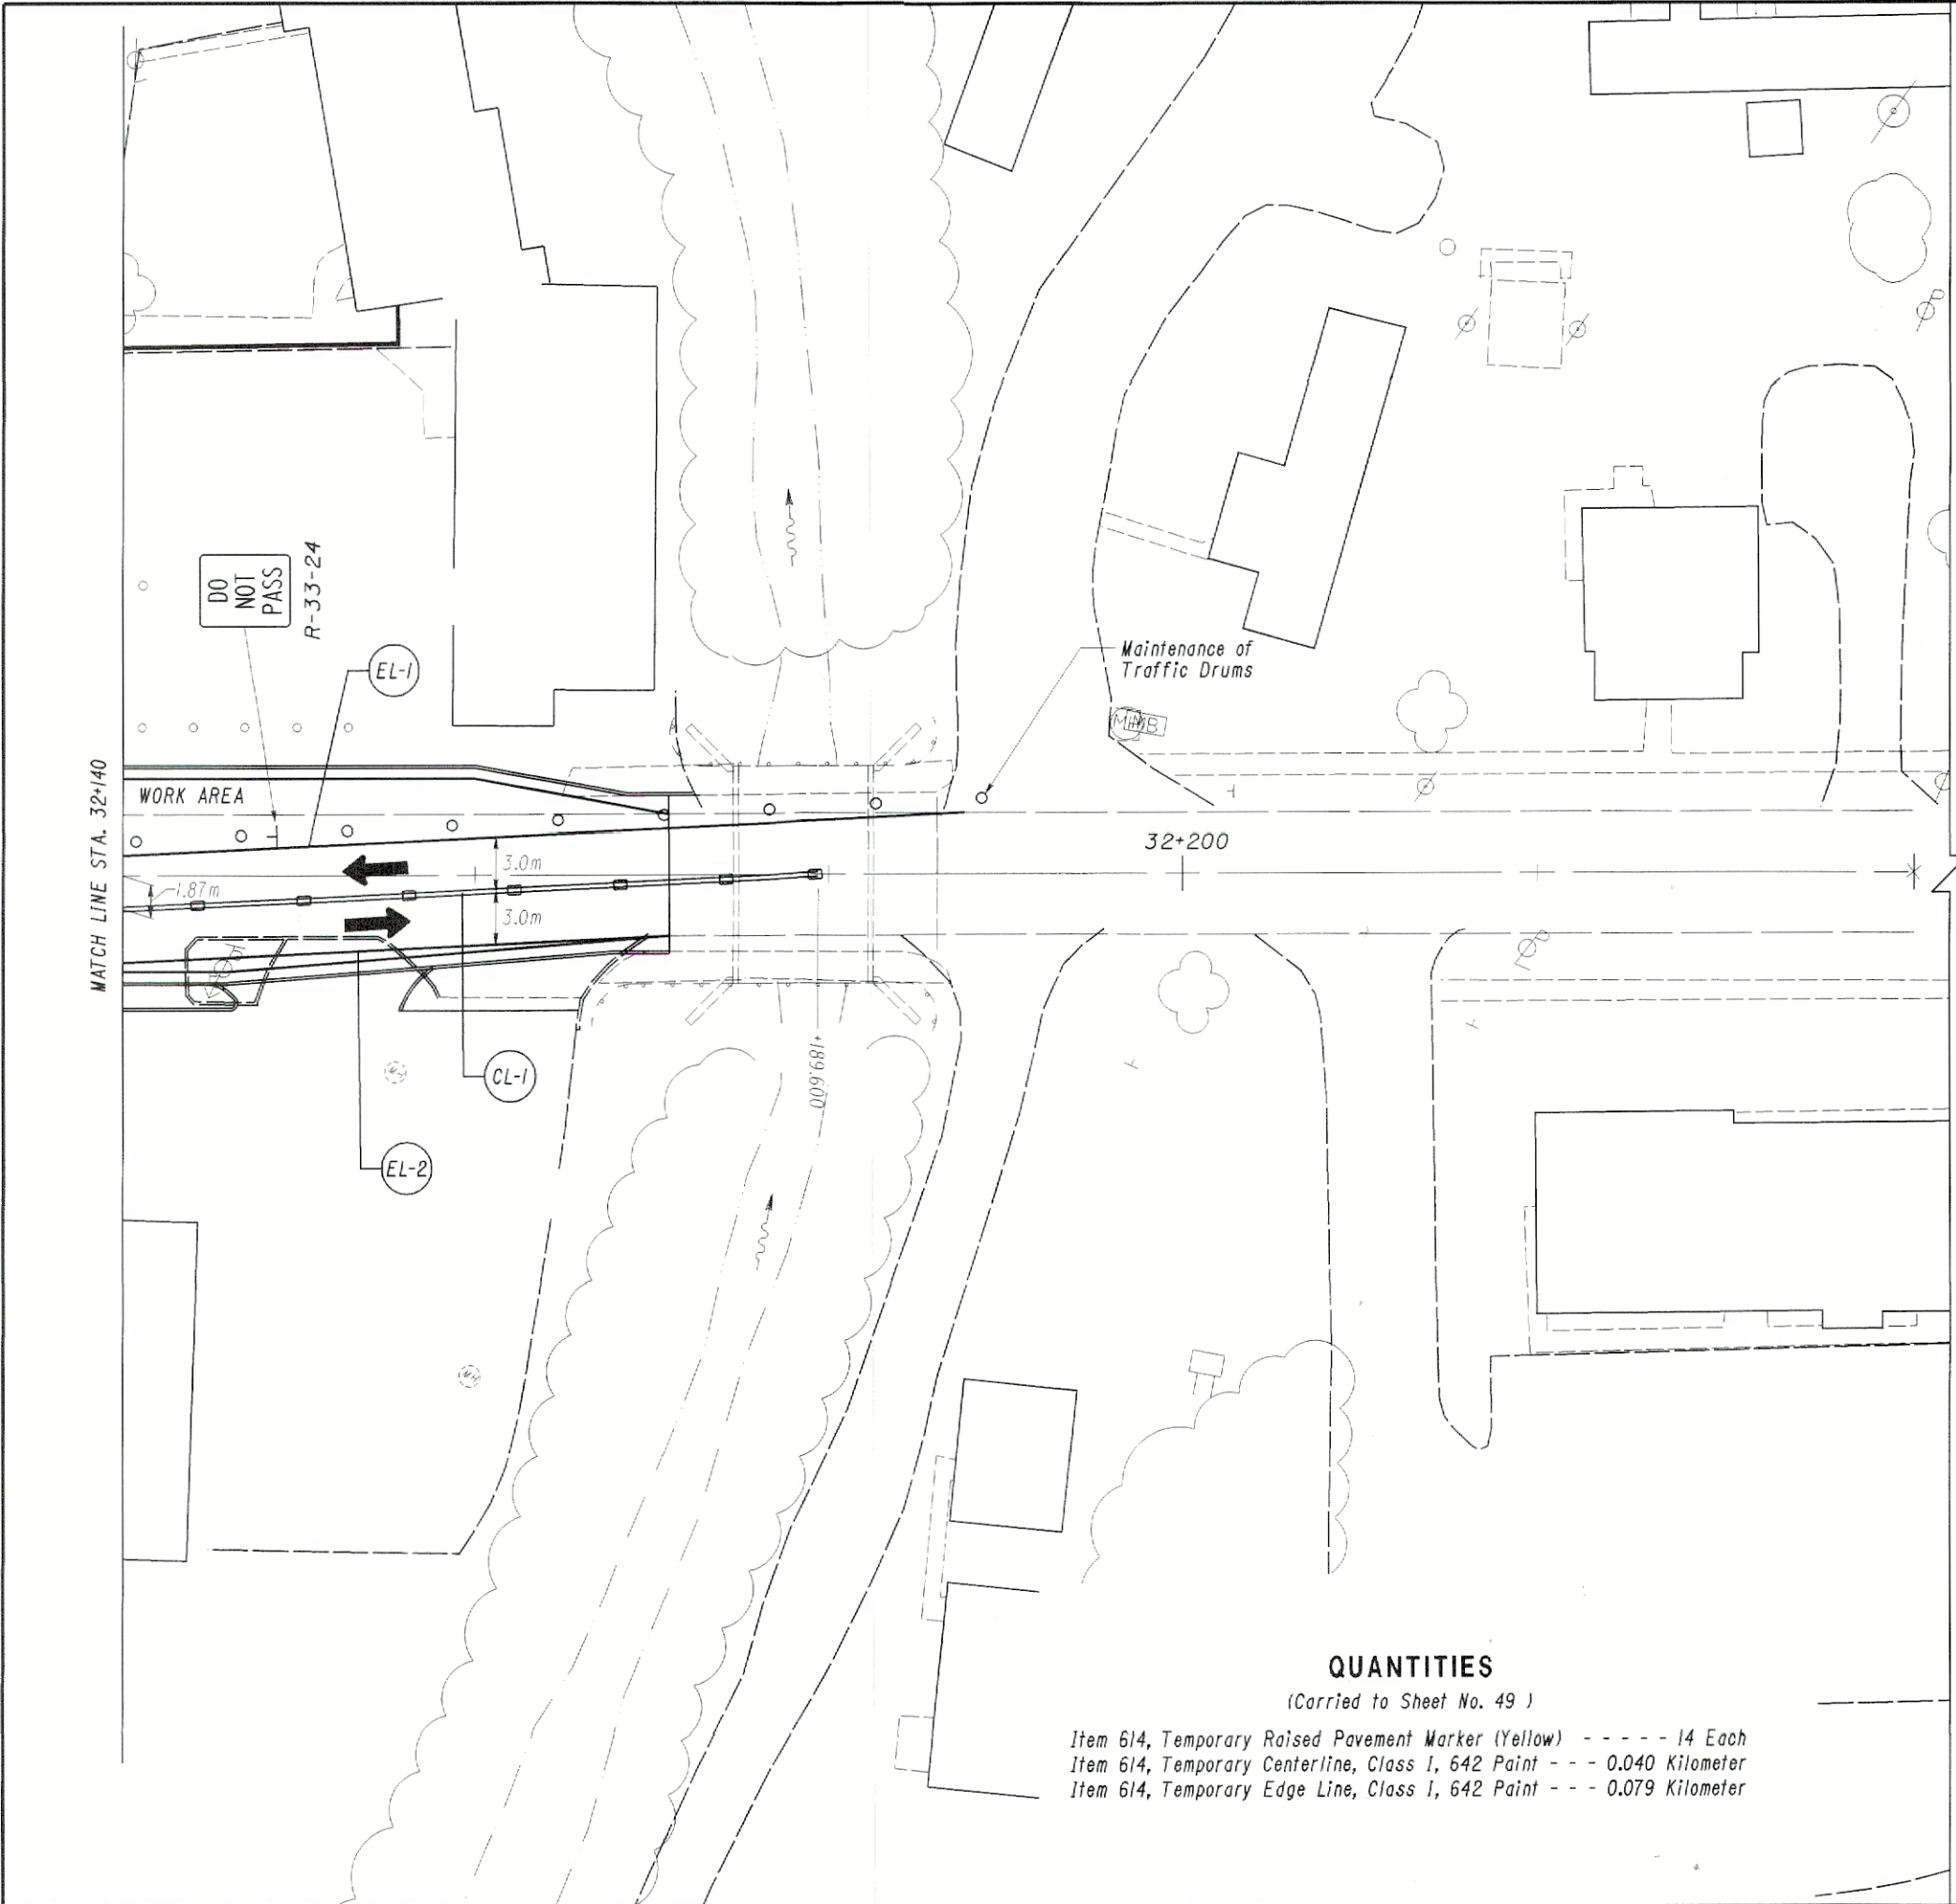 DO
NOT
PASS
R-33-24
EL-1
Maintenance of
Traffic Drums
MH
MB
MATCH LINE STA. 32+140
WORK AREA
32+200
3.0m
1.87m
3.0m
+189.600
CL-1
EL-2
MH
QUANTITIES
(Carried to Sheet No. 49 )
Item 614, Temporary Raised Pavement Marker (Yellow) - - - - - 14 Each
Item 614, Temporary Centerline, Class I, 642 Paint - - - 0.040 Kilometer
Item 614, Temporary Edge Line, Class I, 642 Paint - - - 0.079 Kilometer